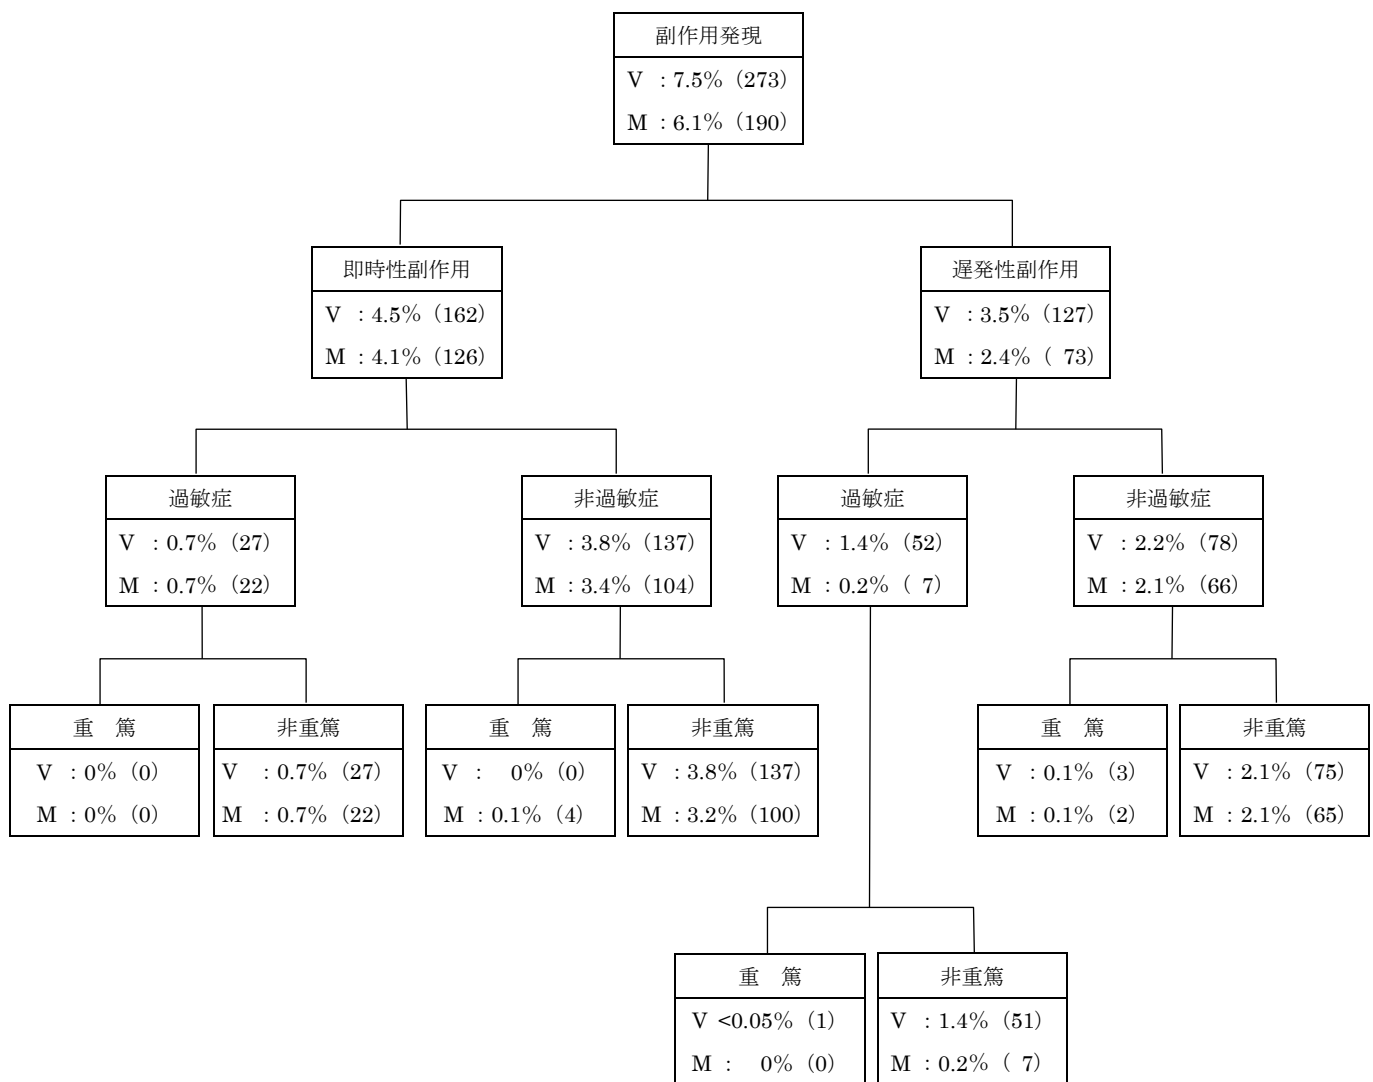 副作用発現
V : 7.5% (273)
M : 6.1% (190)
即時性副作用
V : 4.5% (162)
M : 4.1% (126)
遅発性副作用
V : 3.5% (127)
M : 2.4% ( 73)
過敏症
V : 0.7% (27)
M : 0.7% (22)
非過敏症
V : 3.8% (137)
M : 3.4% (104)
過敏症
V : 1.4% (52)
M : 0.2% ( 7)
非過敏症
V : 2.2% (78)
M : 2.1% (66)
重　篤
V : 0% (0)
M : 0% (0)
非重篤
V : 0.7% (27)
M : 0.7% (22)
重　篤
V : 0% (0)
M : 0.1% (4)
非重篤
V : 3.8% (137)
M : 3.2% (100)
重　篤
V : 0.1% (3)
M : 0.1% (2)
非重篤
V : 2.1% (75)
M : 2.1% (65)
重　篤
V <0.05% (1)
M : 0% (0)
非重篤
V : 1.4% (51)
M : 0.2% ( 7)